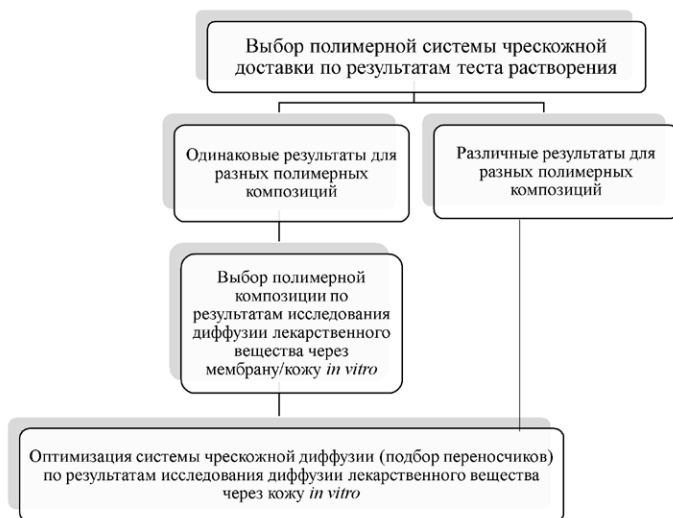 Выбор полимерной системы чрескожной
доставки по результатам теста растворения
Одинаковые результаты для
разных полимерных
композиций
Различные результаты для
разных полимерных
композиций
Выбор полимерной
композиции по
результатам исследования
диффузии лекарственного
вещества через
мембрану/кожу in vitro
Оптимизация системы чрескожной диффузии (подбор переносчиков)
по результатам исследования диффузии лекарственного вещества
через кожу in vitro